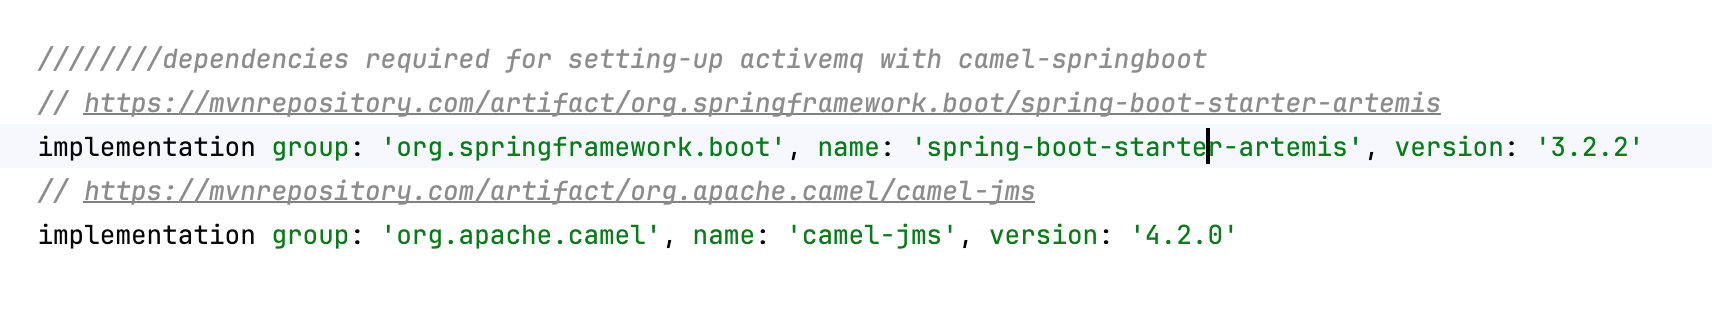 ////////dependencies required for setting-up activemq with camel-springboot
// https://mvnrepository.com/artifact/org.springframework.boot/spring-boot-starter-artemis
implementation group: 'org.springframework.boot', name: 'spring-boot-starter-artemis', version: '3.2.2'
// https://mvnrepository.com/artifact/org.apache.camel/camel-jms
implementation group: 'org.apache.camel', name: 'camel-jms', version: '4.2.0'